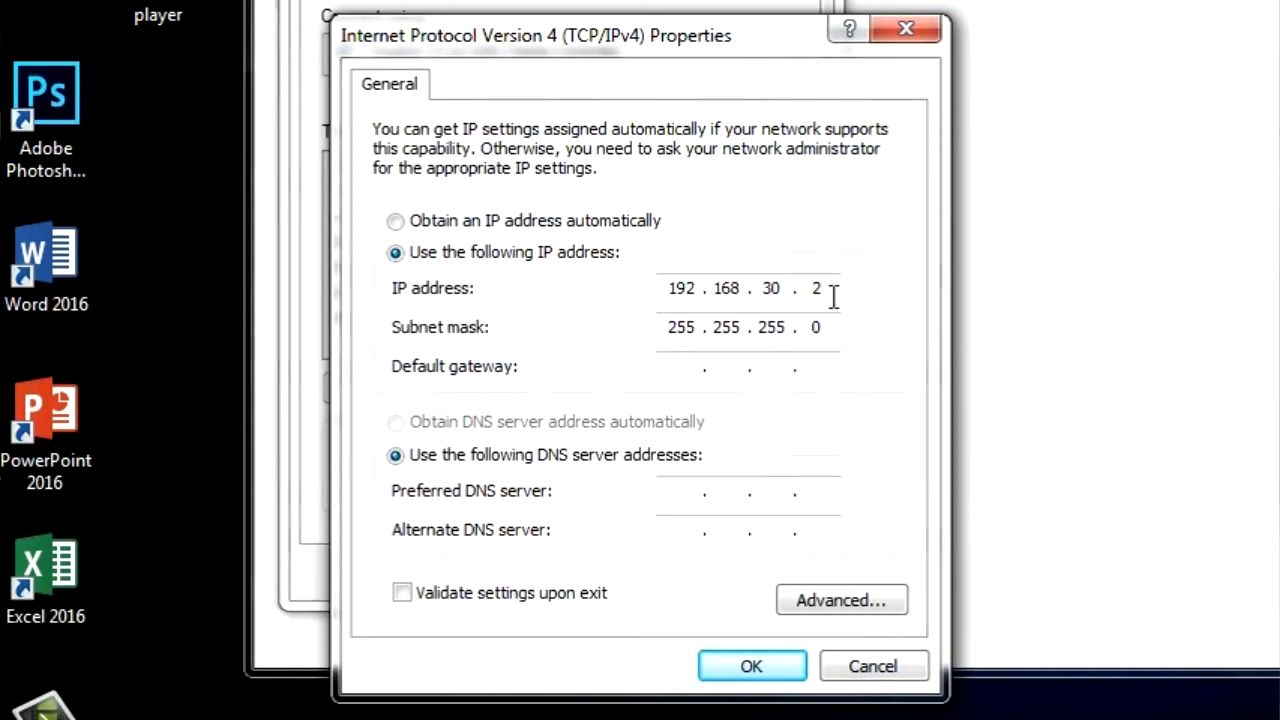 player
Internet Protocol Version 4 (TCP/IPv4) Properties
?
General
You can get IP settings assigned automatically if your network supports
this capability. Otherwise, you need to ask your network administrator
for the appropriate IP settings.
Obtain an IP address automatically
Use the following IP address:
IP address: 192 . 168 . 30 . 2
Subnet mask: 255 . 255 . 255 . 0
Default gateway: . . .
Obtain DNS server address automatically
Use the following DNS server addresses:
Preferred DNS server: . . .
Alternate DNS server: . . .
Validate settings upon exit
Advanced...
OK
Cancel
Ps
Adobe
Photosh...
W
Word 2016
P
PowerPoint
2016
X
Excel 2016